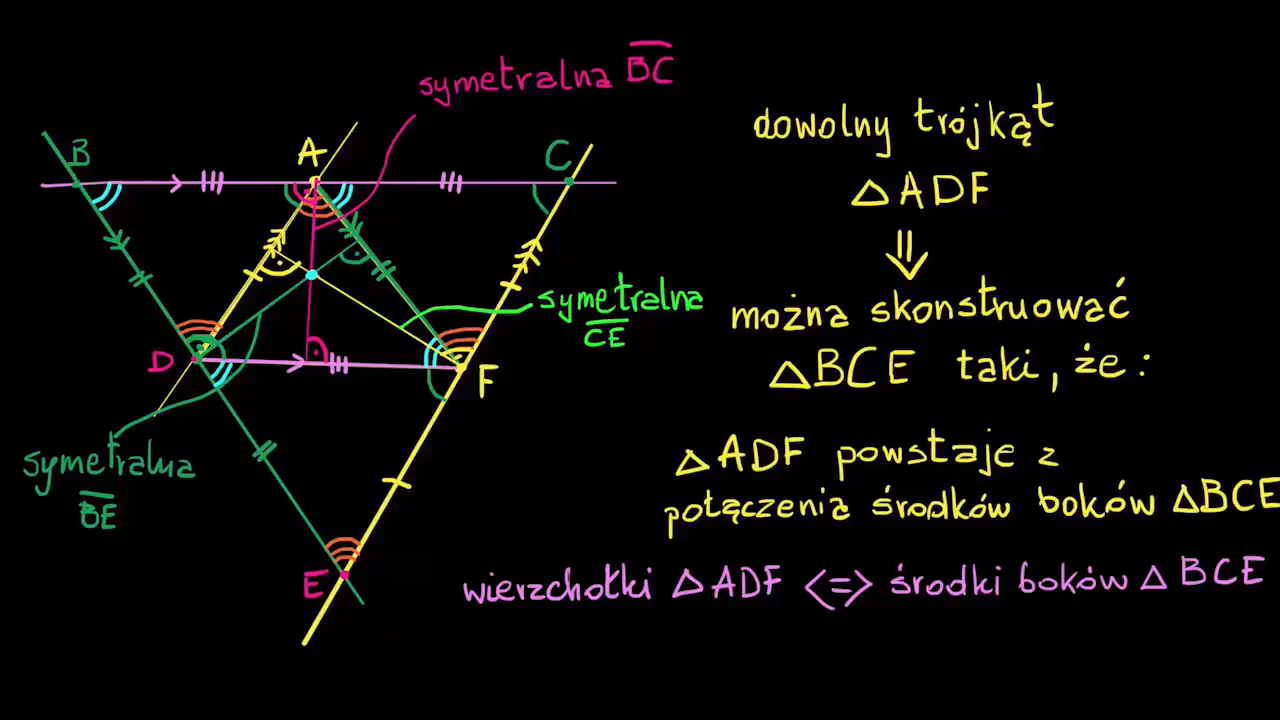 symetralna BC
B
A
C
D
F
E
symetralna
CE
symetralna
BE
dowolny trójkąt
△ADF
⇓
można skonstruować
△BCE taki, że:
△ADF powstaje z
połączenia środków boków △BCE
wierzchołki △ADF <=> środki boków △BCE